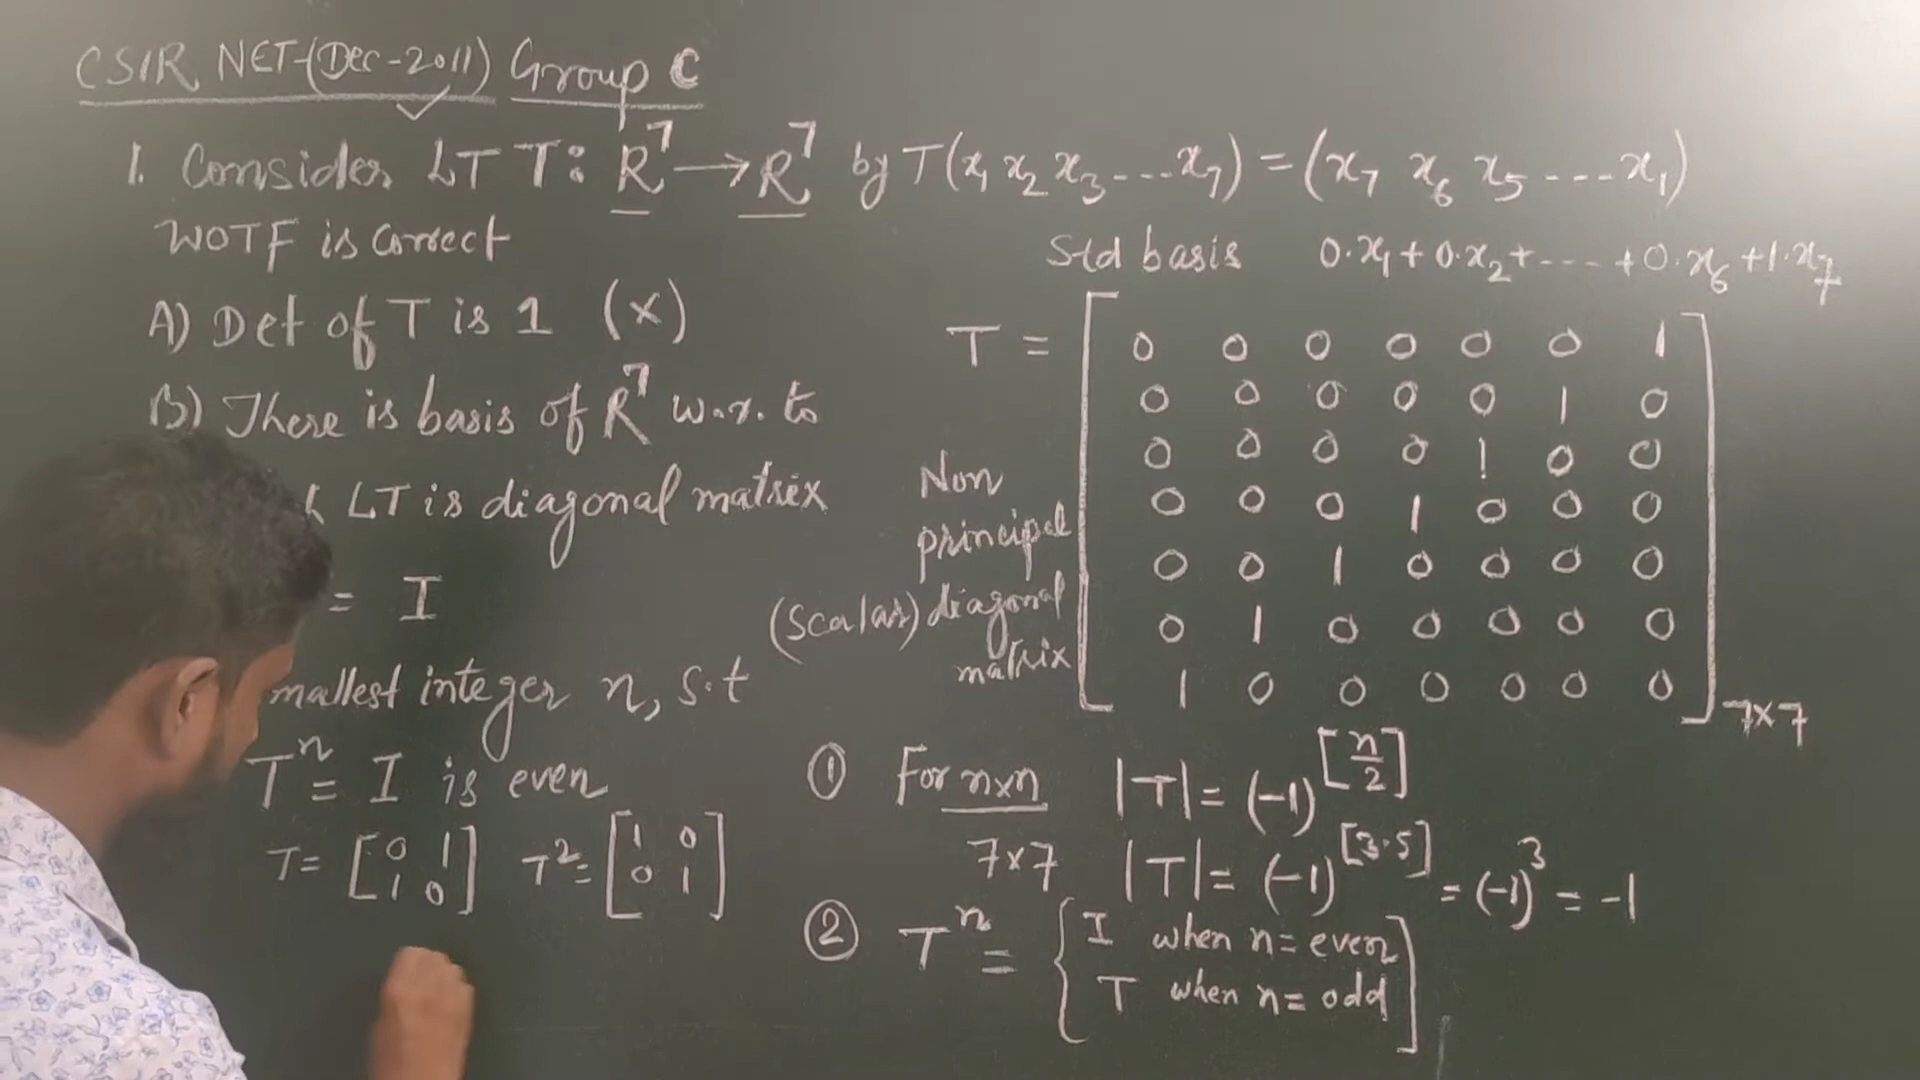 CSIR NET-(Dec-2011) Group C
1. Consider LT T: R⁷ → R⁷ by T(x₁ x₂ x₃ --- x₇) = (x₇ x₆ x₅ ---- x₁)
WOTF is correct
A) Det of T is 1 (x)
B) There is basis of R⁷ w.r. to
LT is diagonal matrix
= I
mallest integer n, s.t
Tⁿ = I is even
T = [0 1
1 0] T² = [1 0
0 1]
Std basis 0.x₁ + 0.x₂ + ---- + 0.x₆ + 1.x₇
T = [0 0 0 0 0 0 1
0 0 0 0 0 1 0
0 0 0 0 1 0 0
0 0 0 1 0 0 0
0 0 1 0 0 0 0
0 1 0 0 0 0 0
1 0 0 0 0 0 0] 7×7
Non
principal
(Scalar) diagonal
matrix
① For n×n |T| = (-1)^[n/2]
7×7 |T| = (-1)^[3.5] = (-1)³ = -1
② Tⁿ = { I when n = even
T when n = odd ]